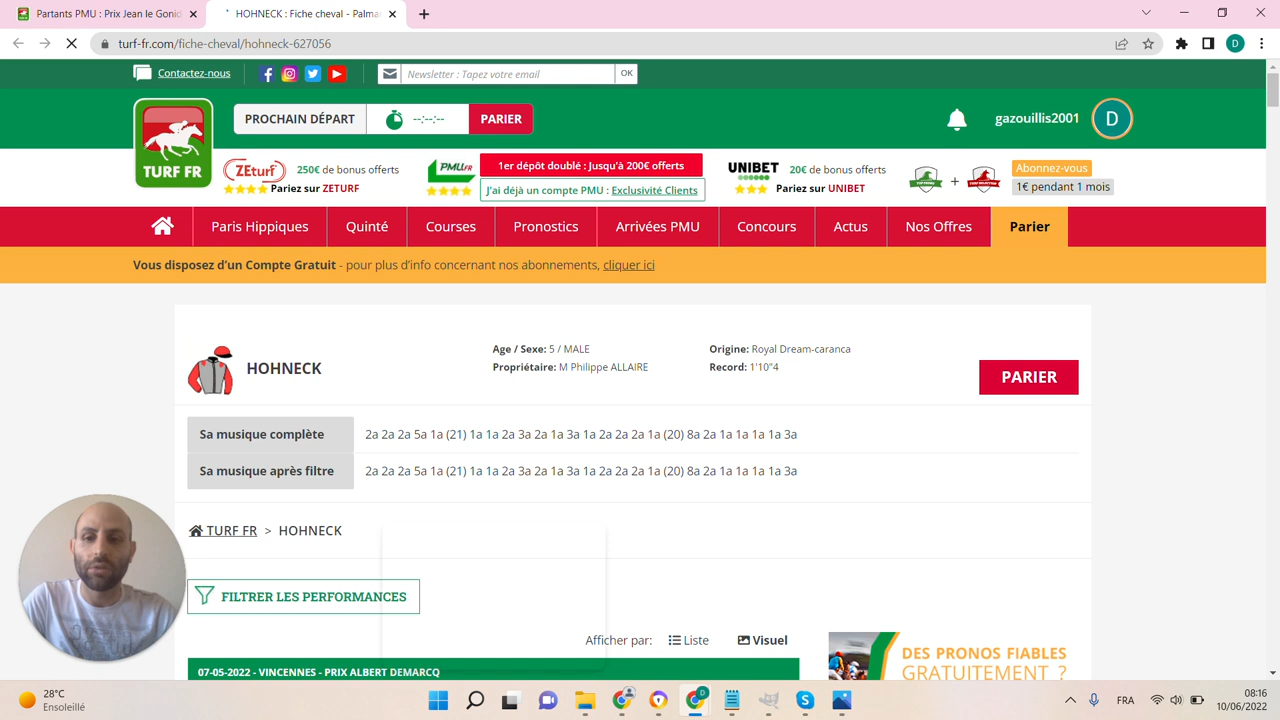 Partants PMU : Prix Jean le Gonid
HOHNECK : Fiche cheval - Palma
turf-fr.com/fiche-cheval/hohneck-627056
D
Contactez-nous
Newsletter : Tapez votre email
OK
PROCHAIN DÉPART
--:--:--
PARIER
gazouillis2001
D
TURF FR
ZEturf
250€ de bonus offerts
Pariez sur ZETURF
PMU.FR
1er dépôt doublé : Jusqu'à 200€ offerts
J'ai déjà un compte PMU : Exclusivité Clients
UNIBET
20€ de bonus offerts
Pariez sur UNIBET
+
Abonnez-vous
1€ pendant 1 mois
Paris Hippiques
Quinté
Courses
Pronostics
Arrivées PMU
Concours
Actus
Nos Offres
Parier
Vous disposez d'un Compte Gratuit - pour plus d'info concernant nos abonnements, cliquer ici
HOHNECK
Age / Sexe: 5 / MALE
Propriétaire: M Philippe ALLAIRE
Origine: Royal Dream-caranca
Record: 1'10"4
PARIER
Sa musique complète
2a 2a 2a 5a 1a (21) 1a 1a 2a 3a 2a 1a 3a 1a 2a 2a 2a 1a (20) 8a 2a 1a 1a 1a 1a 3a
Sa musique après filtre
2a 2a 2a 5a 1a (21) 1a 1a 2a 3a 2a 1a 3a 1a 2a 2a 2a 1a (20) 8a 2a 1a 1a 1a 1a 3a
TURF FR > HOHNECK
FILTRER LES PERFORMANCES
Afficher par:
Liste
Visuel
07-05-2022 - VINCENNES - PRIX ALBERT DEMARCQ
DES PRONOS FIABLES
GRATUITEMENT ?
28°C
Ensoleillé
D
FRA
08:16
10/06/2022